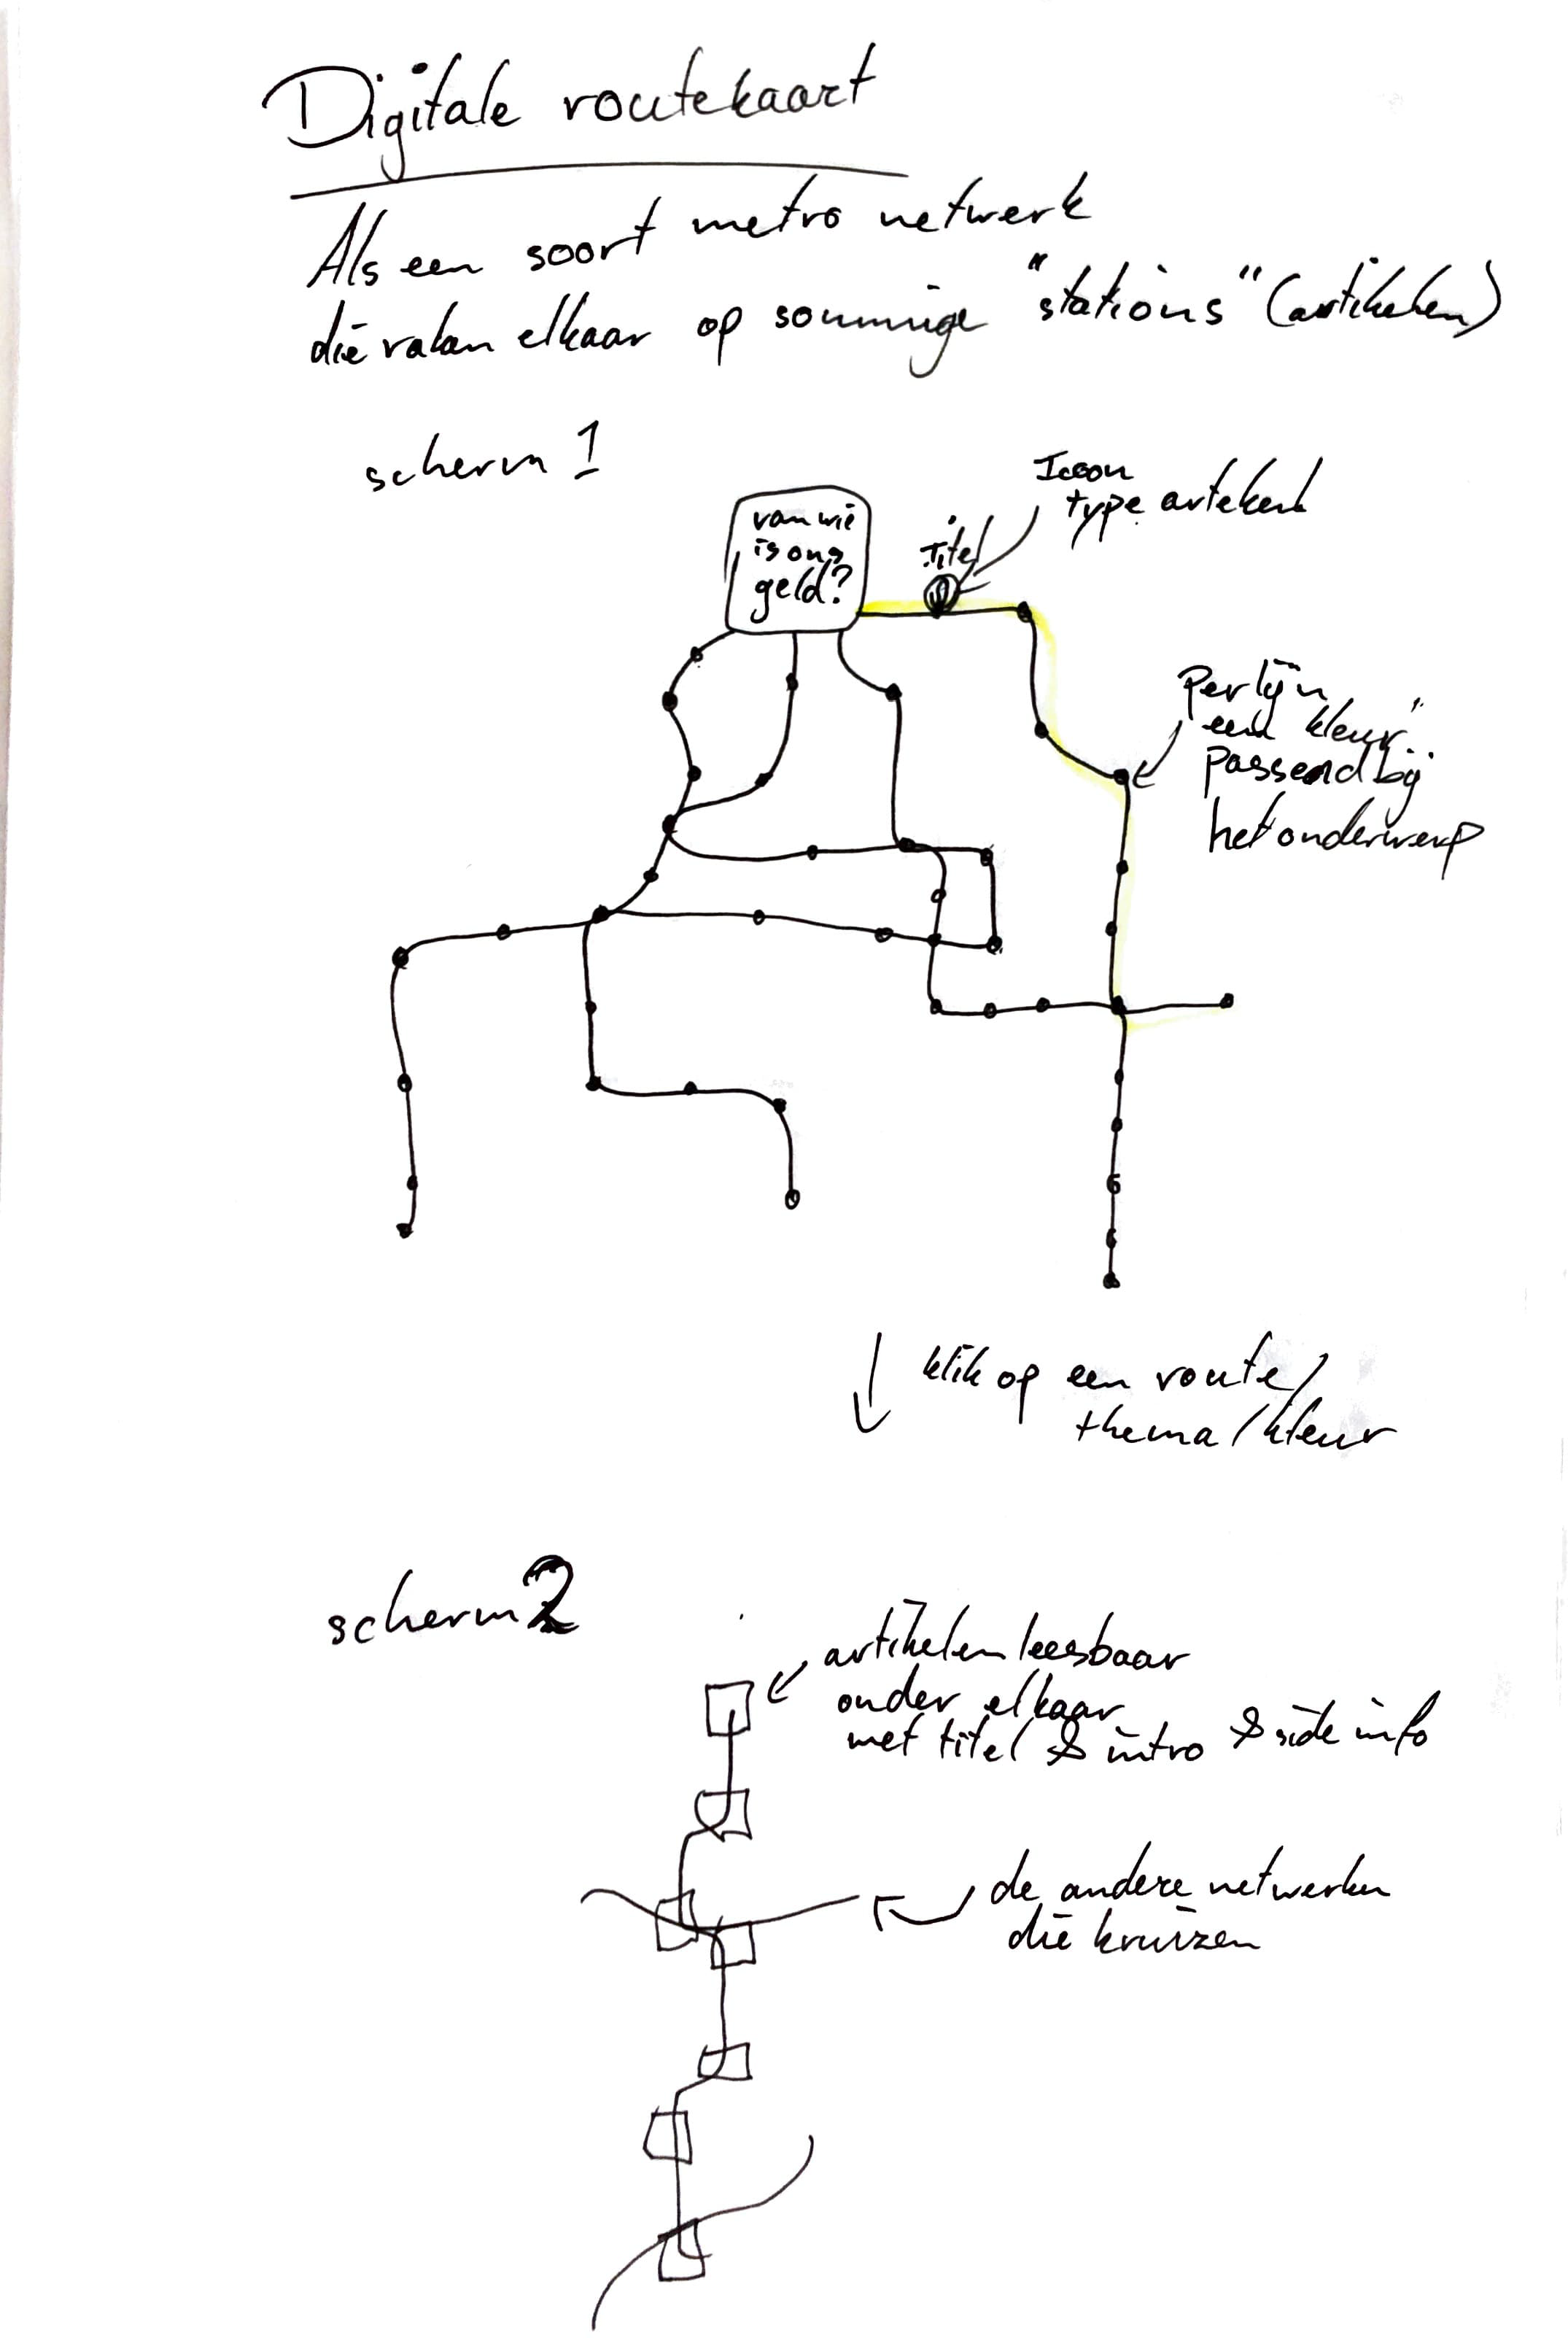 Digitale routekaart
Als een soort metro netwerk
die raken elkaar op sommige "stations" (artikelen)
scherm 1
van wie
is ons
geld?
Titel
Icoon
type artikel
Per lijn
een "kleur"
passend bij
het onderwerp
klik op een route/
thema/kleur
scherm 2
artikelen leesbaar
onder elkaar
met titel & intro & side info
de andere netwerken
die kruizen